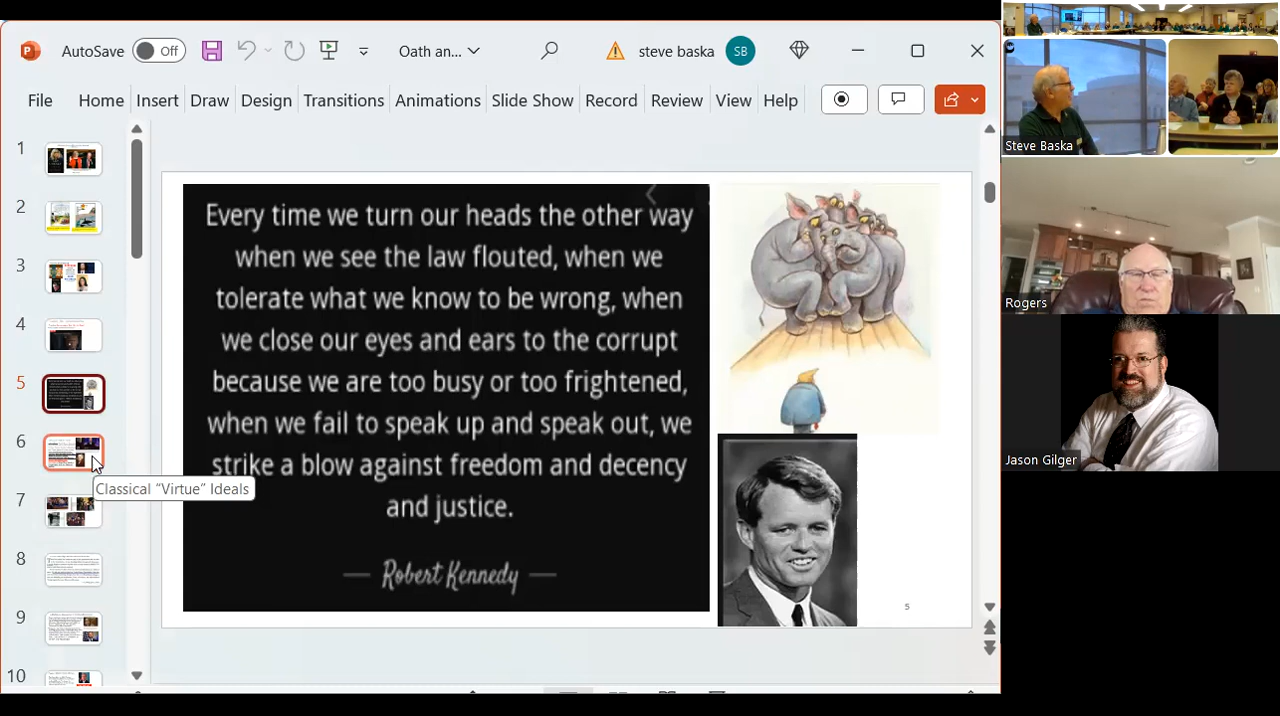 AutoSave
Off
Oath an...
steve baska
SB
File
Home
Insert
Draw
Design
Transitions
Animations
Slide Show
Record
Review
View
Help
1
2
3
4
5
6
7
8
9
10
Classical “Virtue” Ideals
Every time we turn our heads the other way
when we see the law flouted, when we
tolerate what we know to be wrong, when
we close our eyes and ears to the corrupt
because we are too busy or too frightened,
when we fail to speak up and speak out, we
strike a blow against freedom and decency
and justice.
— Robert Kennedy —
5
Steve Baska
Rogers
Jason Gilger